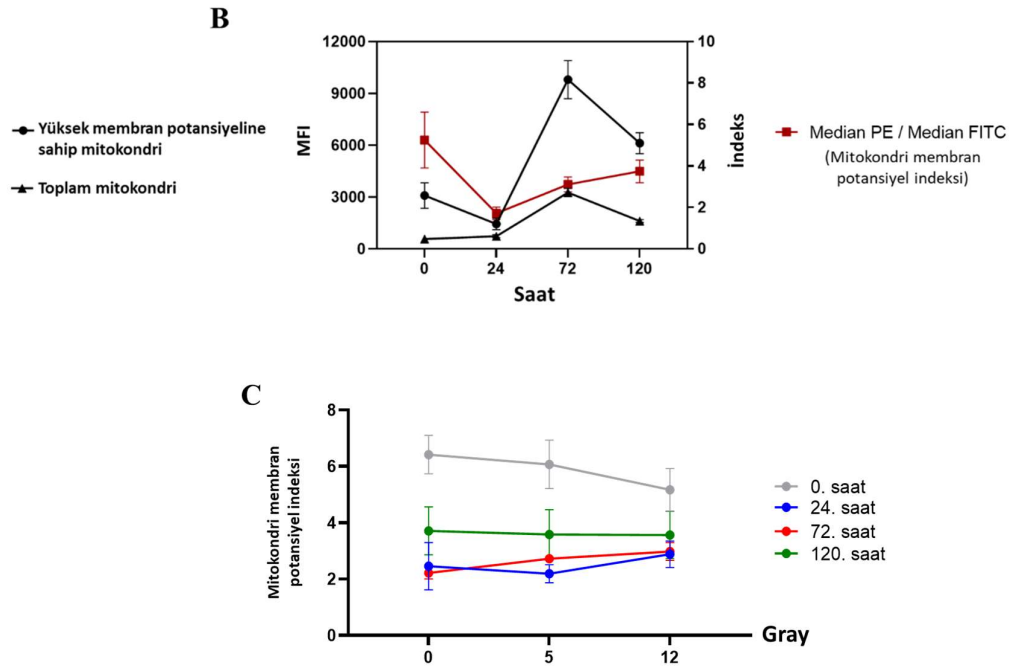 B
12000
9000
6000
3000
0
MFI
10
8
6
4
2
0
İndeks
0 24 72 120
Saat
Yüksek membran potansiyeline
sahip mitokondri
Toplam mitokondri
Median PE / Median FITC
(Mitokondri membran
potansiyel indeksi)
C
8
6
4
2
0
Mitokondri membran
potansiyel indeksi
0 5 12
Gray
0. saat
24. saat
72. saat
120. saat